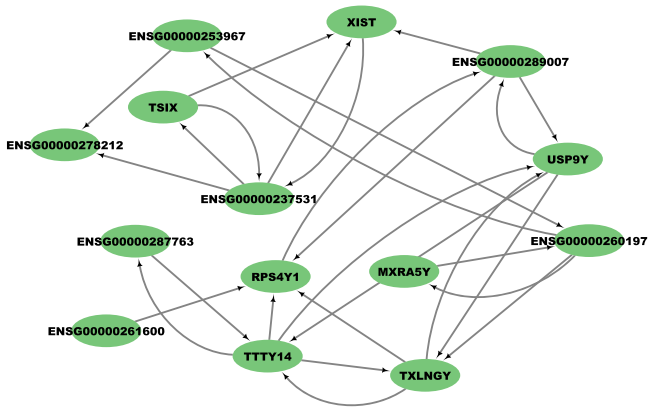 XIST
ENSG00000253967
ENSG00000289007
TSIX
ENSG00000278212
USP9Y
ENSG00000237531
ENSG00000287763
ENSG00000260197
RPS4Y1
MXRA5Y
ENSG00000261600
TTTY14
TXLNGY